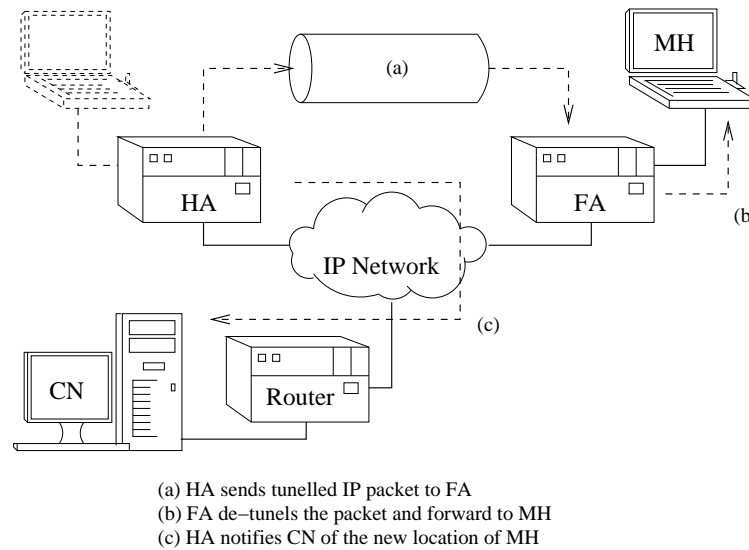 (a)
MH
HA
FA
(b
IP Network
(c)
CN
Router
(a) HA sends tunelled IP packet to FA
(b) FA de−tunels the packet and forward to MH
(c) HA notifies CN of the new location of MH